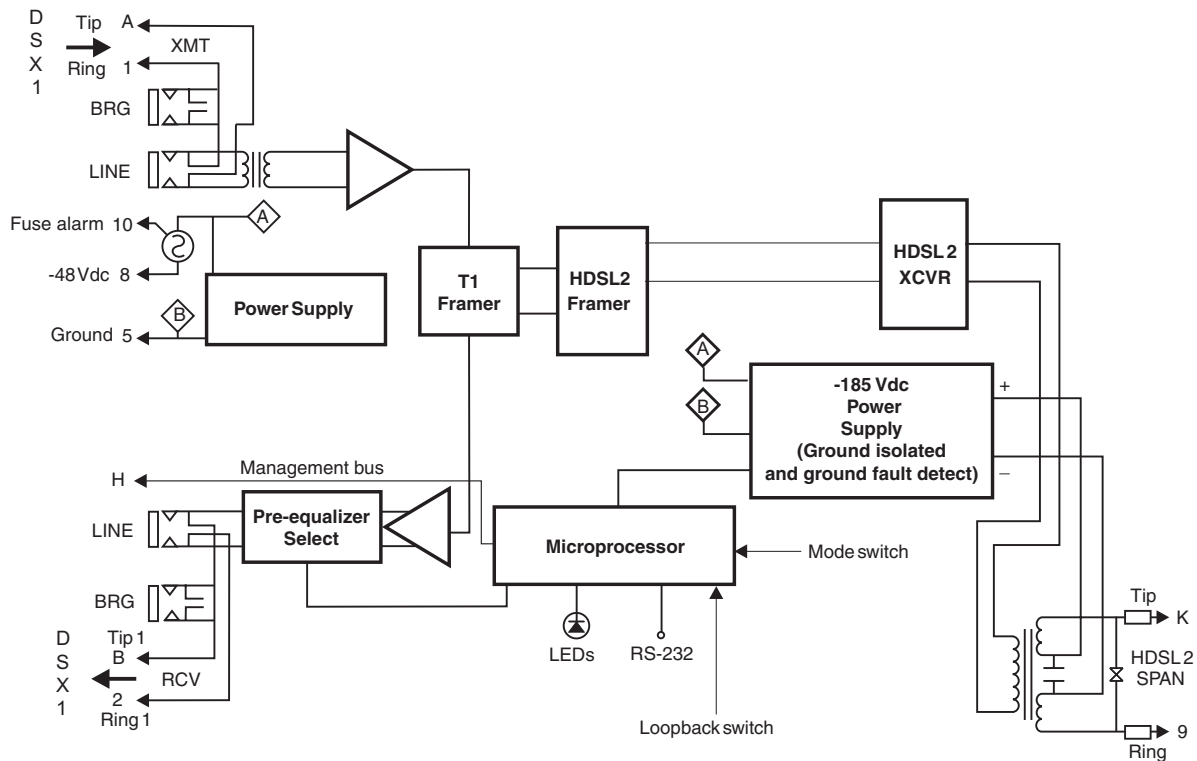 D
S
X
1
Tip A
XMT
Ring 1
BRG
LINE
Fuse alarm 10
A
-48 Vdc 8
B
Ground 5
Power Supply
T1
Framer
HDSL2
Framer
HDSL2
XCVR
A
B
-185 Vdc
Power
Supply
(Ground isolated
and ground fault detect)
+
–
H
Management bus
LINE
Pre-equalizer
Select
Microprocessor
Mode switch
BRG
LEDs
RS-232
Loopback switch
D
S
X
1
Tip 1
B
RCV
2
Ring 1
Tip
K
HDSL2
SPAN
9
Ring